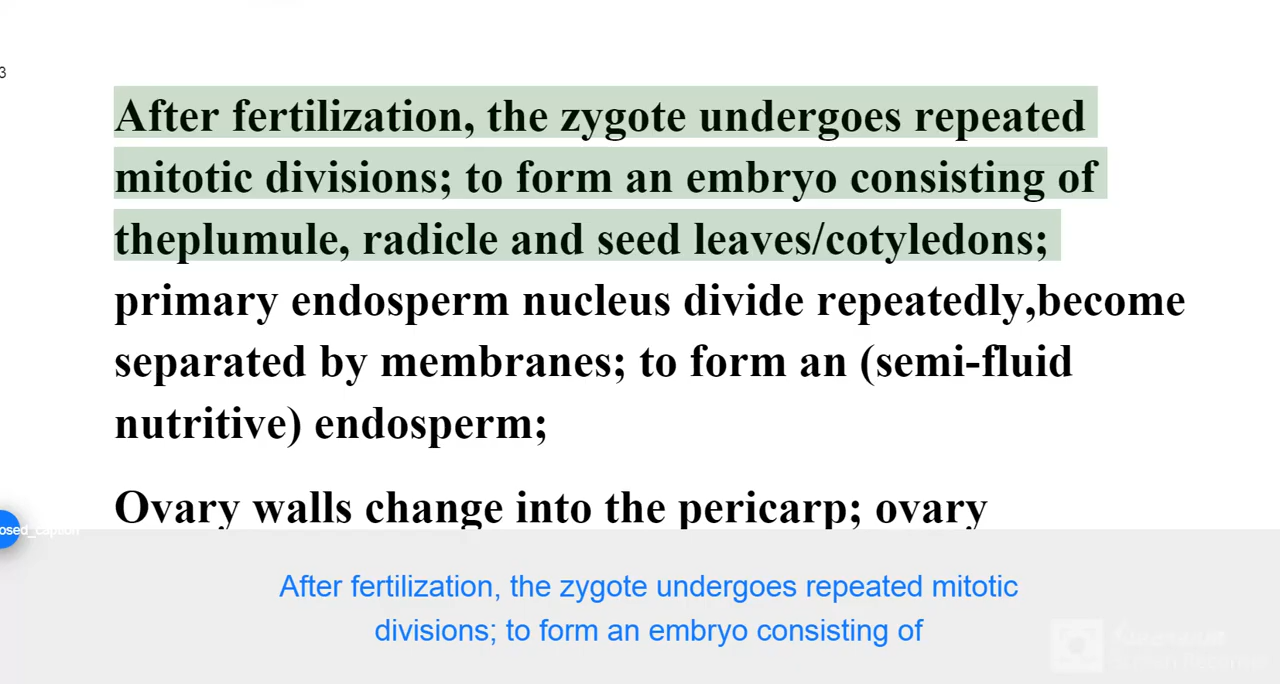 3
After fertilization, the zygote undergoes repeated
mitotic divisions; to form an embryo consisting of
theplumule, radicle and seed leaves/cotyledons;
primary endosperm nucleus divide repeatedly,become
separated by membranes; to form an (semi-fluid
nutritive) endosperm;
Ovary walls change into the pericarp; ovary
osed_caption
After fertilization, the zygote undergoes repeated mitotic
divisions; to form an embryo consisting of